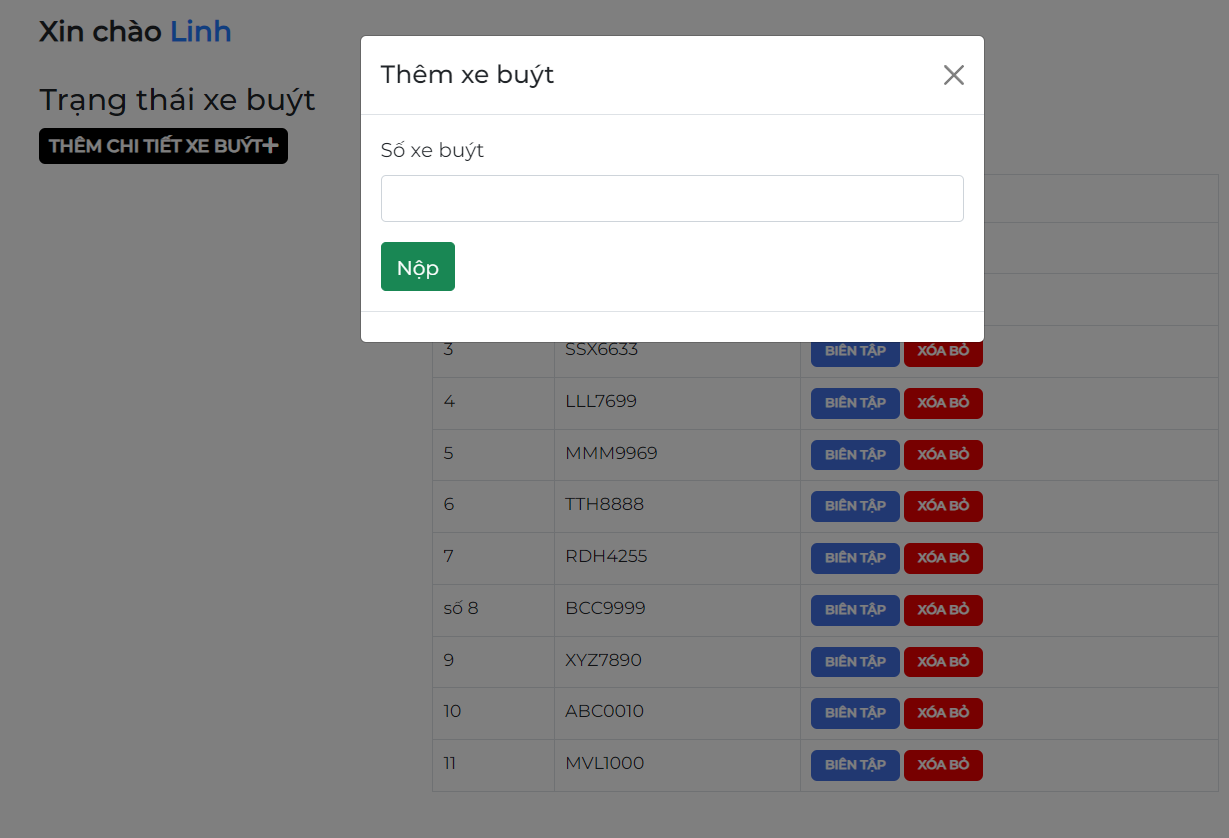 Xin chào Linh
Thêm xe buýt
Trạng thái xe buýt
THÊM CHI TIẾT XE BUÝT+
Số xe buýt
Nộp
3 SSX6633 BIÊN TẬP XÓA BỎ
4 LLL7699 BIÊN TẬP XÓA BỎ
5 MMM9969 BIÊN TẬP XÓA BỎ
6 TTH8888 BIÊN TẬP XÓA BỎ
7 RDH4255 BIÊN TẬP XÓA BỎ
số 8 BCC9999 BIÊN TẬP XÓA BỎ
9 XYZ7890 BIÊN TẬP XÓA BỎ
10 ABC0010 BIÊN TẬP XÓA BỎ
11 MVL1000 BIÊN TẬP XÓA BỎ